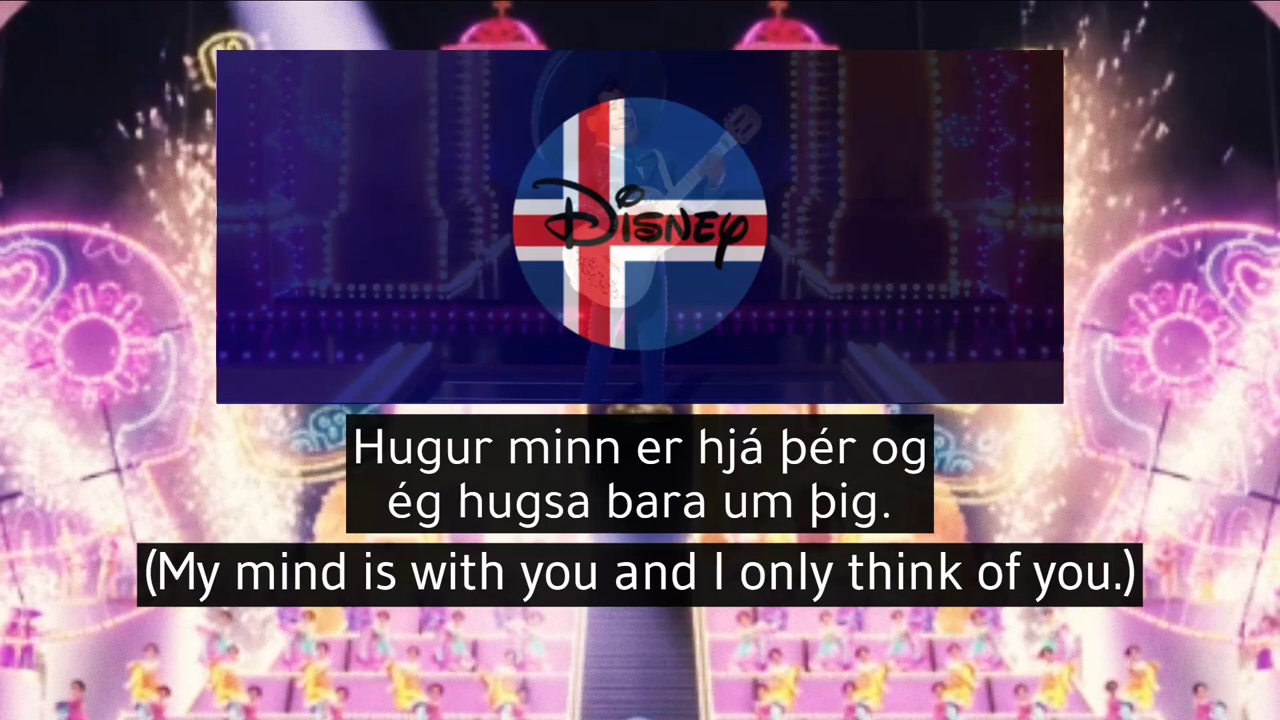 Disney
Hugur minn er hjá þér og
ég hugsa bara um þig.
(My mind is with you and I only think of you.)